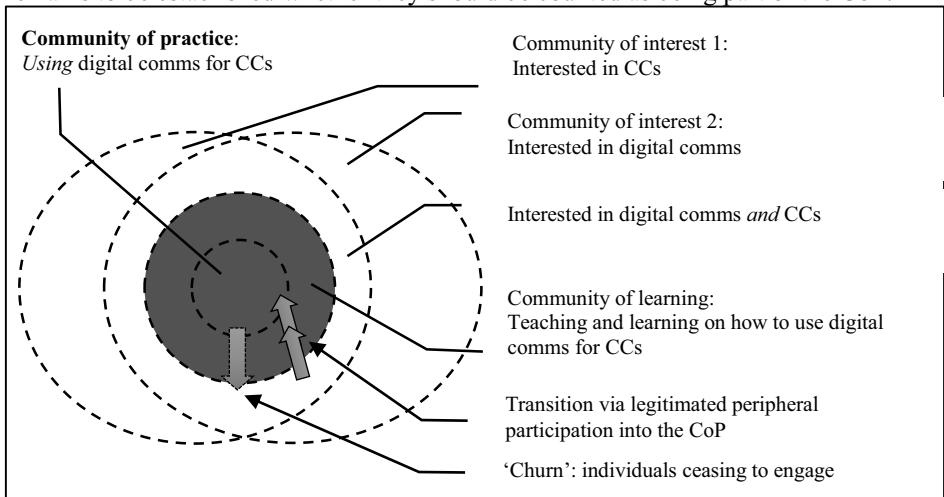 Community of practice:
Using digital comms for CCs
Community of interest 1:
Interested in CCs
Community of interest 2:
Interested in digital comms
Interested in digital comms and CCs
Community of learning:
Teaching and learning on how to use digital
comms for CCs
Transition via legitimated peripheral
participation into the CoP
‘Churn’: individuals ceasing to engage